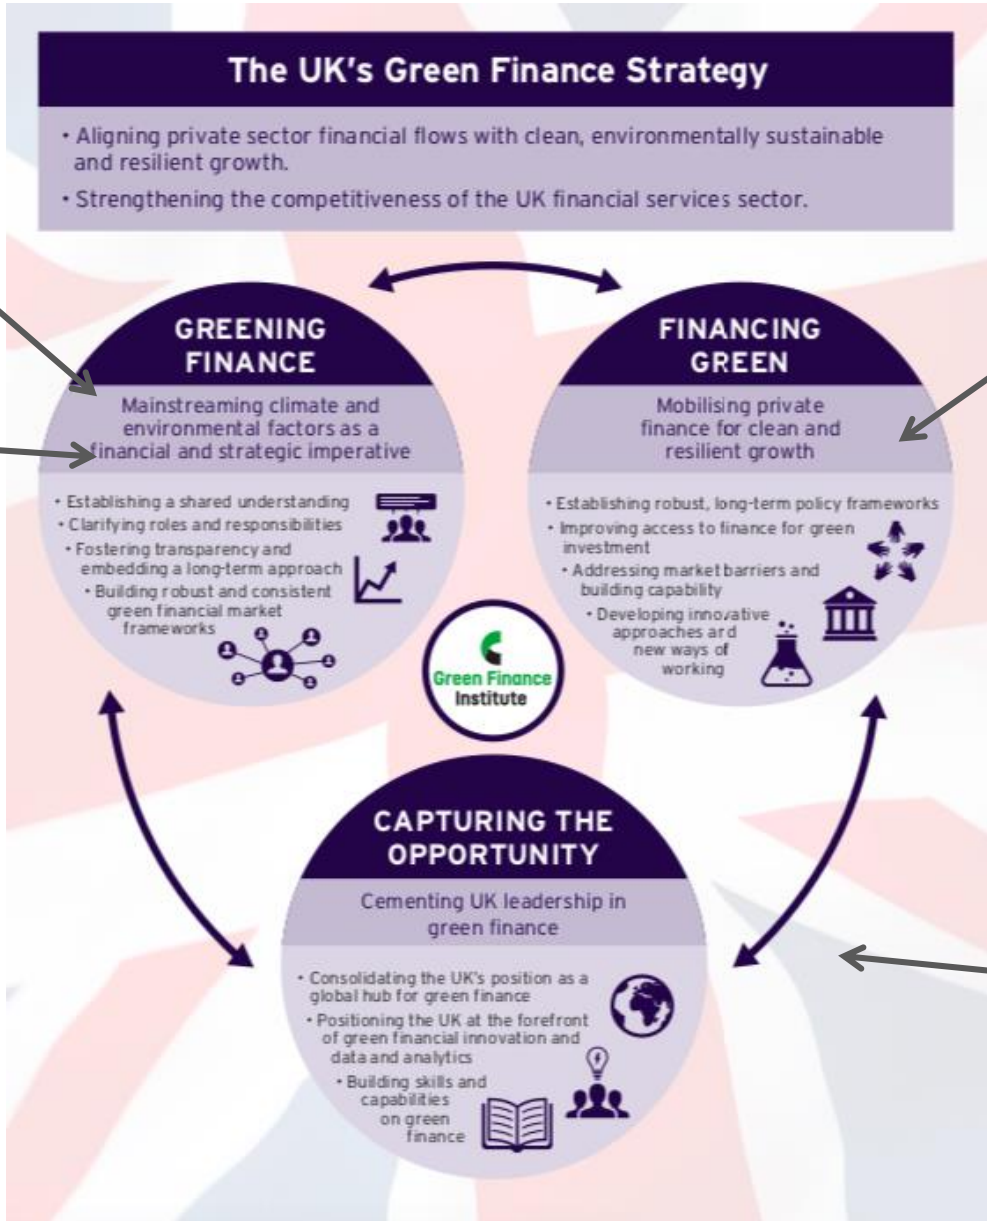 The UK's Green Finance Strategy
• Aligning private sector financial flows with clean, environmentally sustainable
and resilient growth.
• Strengthening the competitiveness of the UK financial services sector.
GREENING
FINANCE
Mainstreaming climate and
environmental factors as a
financial and strategic imperative
• Establishing a shared understanding
• Clarifying roles and responsibilities
• Fostering transparency and
embedding a long-term approach
• Building robust and consistent
green financial market
frameworks
FINANCING
GREEN
Mobilising private
finance for clean and
resilient growth
• Establishing robust, long-term policy frameworks
• Improving access to finance for green
investment
• Addressing market barriers and
building capability
• Developing innovative
approaches and
new ways of
working
Green Finance
Institute
CAPTURING THE
OPPORTUNITY
Cementing UK leadership in
green finance
• Consolidating the UK's position as a
global hub for green finance
• Positioning the UK at the forefront
of green financial innovation and
data and analytics
• Building skills and
capabilities
on green
finance